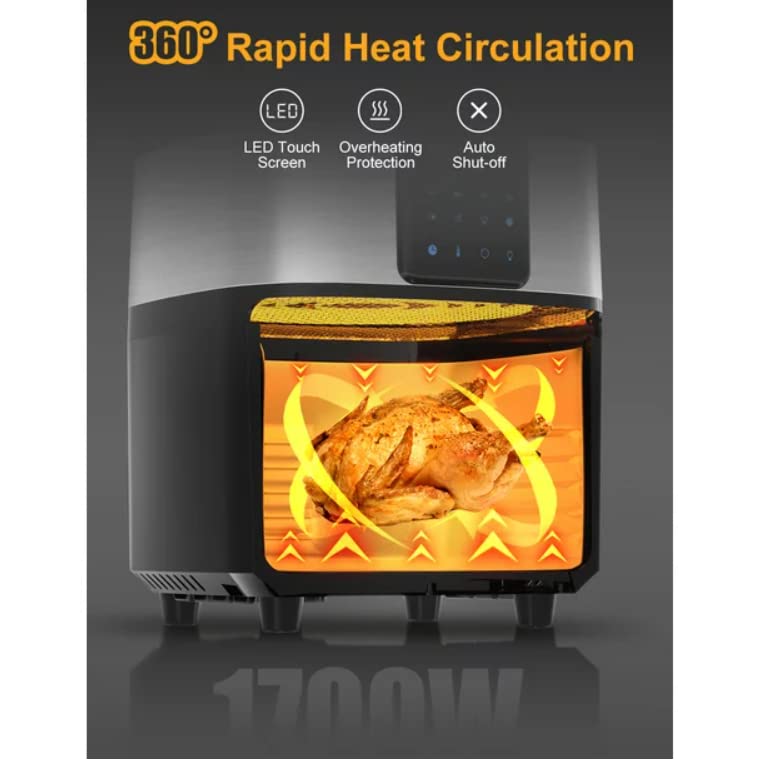 360° Rapid Heat Circulation
LED
LED Touch
Screen
Overheating
Protection
Auto
Shut-off
1700W